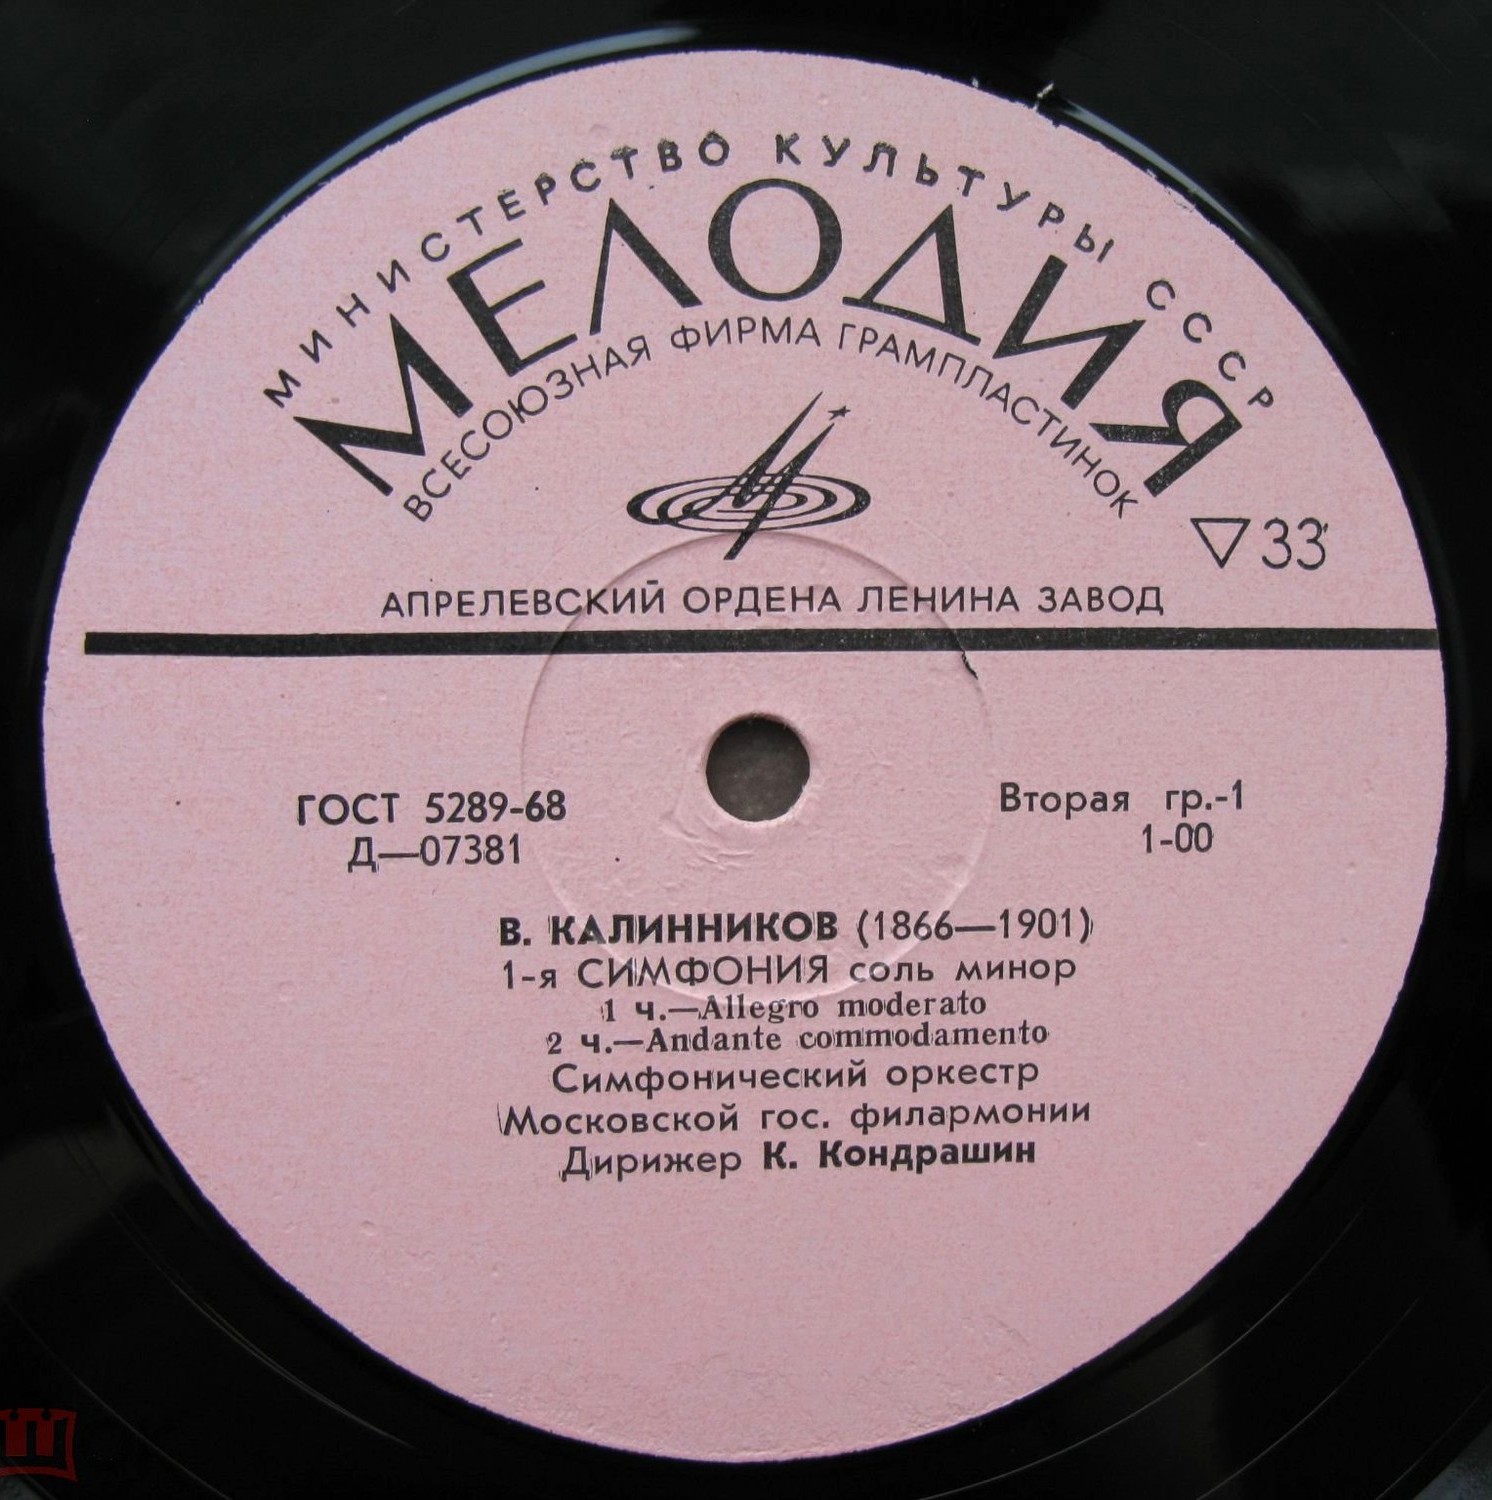 МИНИСТЕРСТВО КУЛЬТУРЫ СССР
МЕЛОДИЯ
ВСЕСОЮЗНАЯ ФИРМА ГРАМПЛАСТИНОК
▽33
АПРЕЛЕВСКИЙ ОРДЕНА ЛЕНИНА ЗАВОД
ГОСТ 5289-68
Д—07381
Вторая гр.-1
1-00
В. КАЛИННИКОВ (1866—1901)
1-я СИМФОНИЯ соль минор
1 ч.—Allegro moderato
2 ч.—Andante commodamento
Симфонический оркестр
Московской гос. филармонии
Дирижер К. Кондрашин